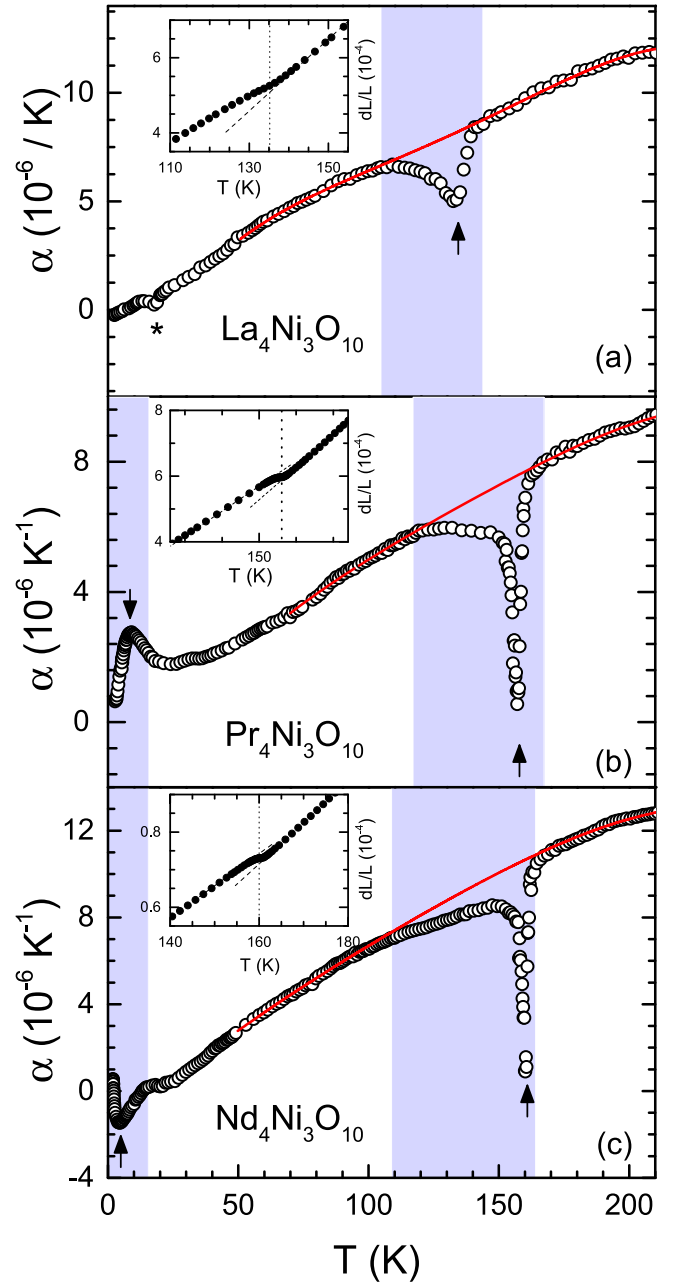 8
6
4
110 130 150
T (K)
dL/L (10-4)
10
5
0
α (10-6 / K)
*
La4Ni3O10
(a)
8
6
4
150
T (K)
dL/L (10-4)
8
4
0
α (10-6 K-1)
Pr4Ni3O10
(b)
0.8
0.6
140 160 180
T (K)
dL/L (10-4)
12
8
4
0
-4
α (10-6 K-1)
Nd4Ni3O10
(c)
0 50 100 150 200
T (K)